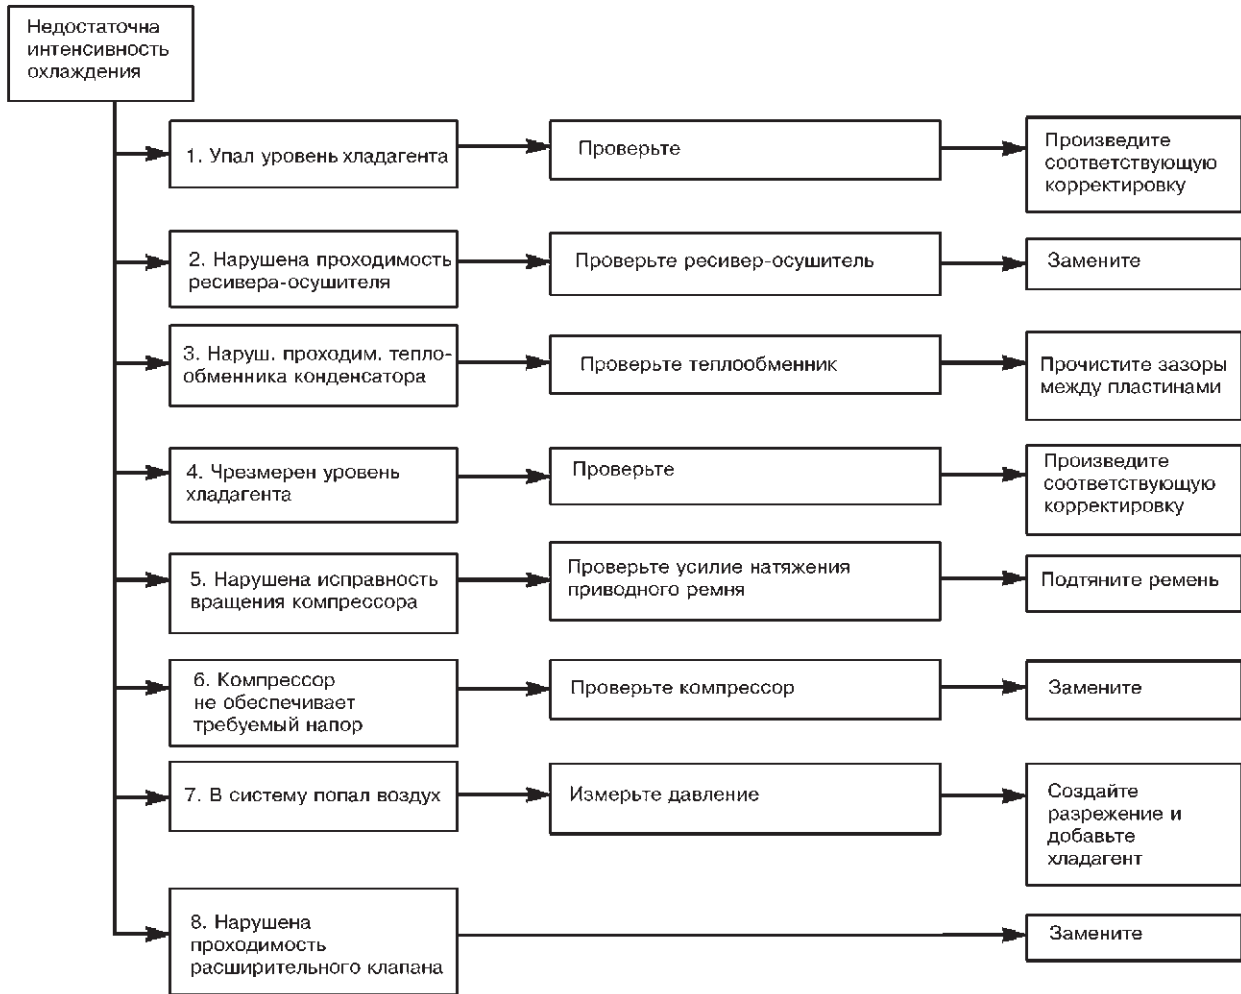 Недостаточна
интенсивность
охлаждения
1. Упал уровень хладагента
Проверьте
Произведите
соответствующую
корректировку
2. Нарушена проходимость
ресивера-осушителя
Проверьте ресивер-осушитель
Замените
3. Наруш. проходим. тепло-
обменника конденсатора
Проверьте теплообменник
Прочистите зазоры
между пластинами
4. Чрезмерен уровень
хладагента
Проверьте
Произведите
соответствующую
корректировку
5. Нарушена исправность
вращения компрессора
Проверьте усилие натяжения
приводного ремня
Подтяните ремень
6. Компрессор
не обеспечивает
требуемый напор
Проверьте компрессор
Замените
7. В систему попал воздух
Измерьте давление
Создайте
разрежение и
добавьте
хладагент
8. Нарушена
проходимость
расширительного клапана
Замените